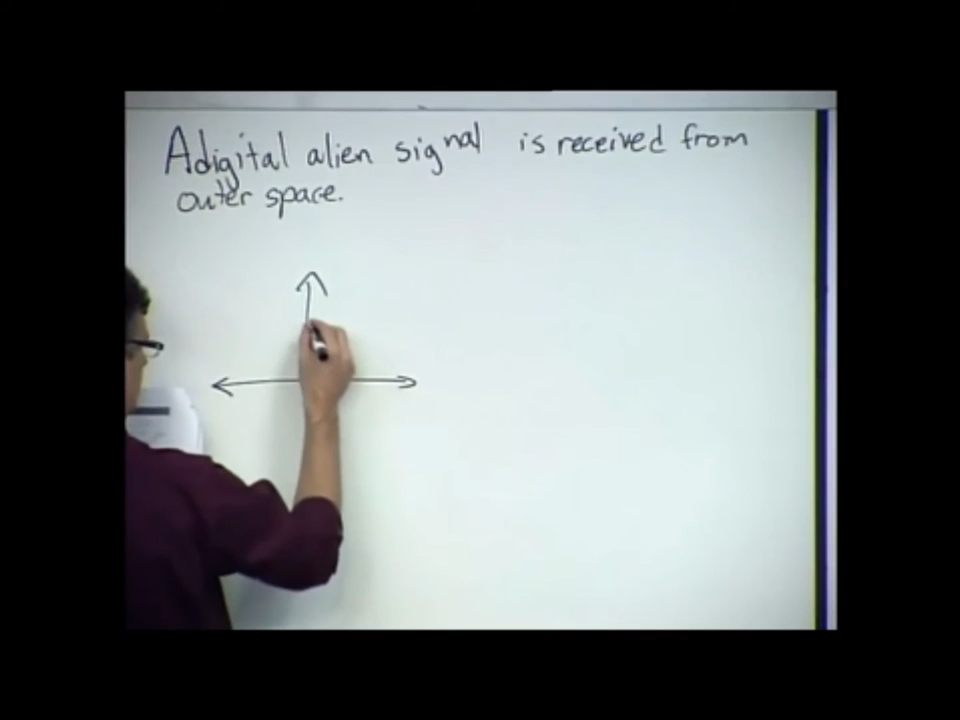 A digital alien signal is received from
outer space.